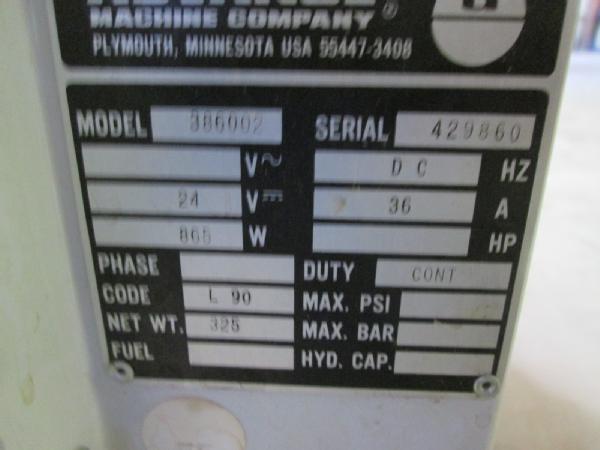 MACHINE COMPANY®
PLYMOUTH, MINNESOTA USA 55447-3408
MODEL 386002 SERIAL 429860
V~ DC HZ
24 V⎓ 36 A
865 W HP
PHASE DUTY CONT
CODE L 90 MAX. PSI
NET WT. 325 MAX. BAR
FUEL HYD. CAP.